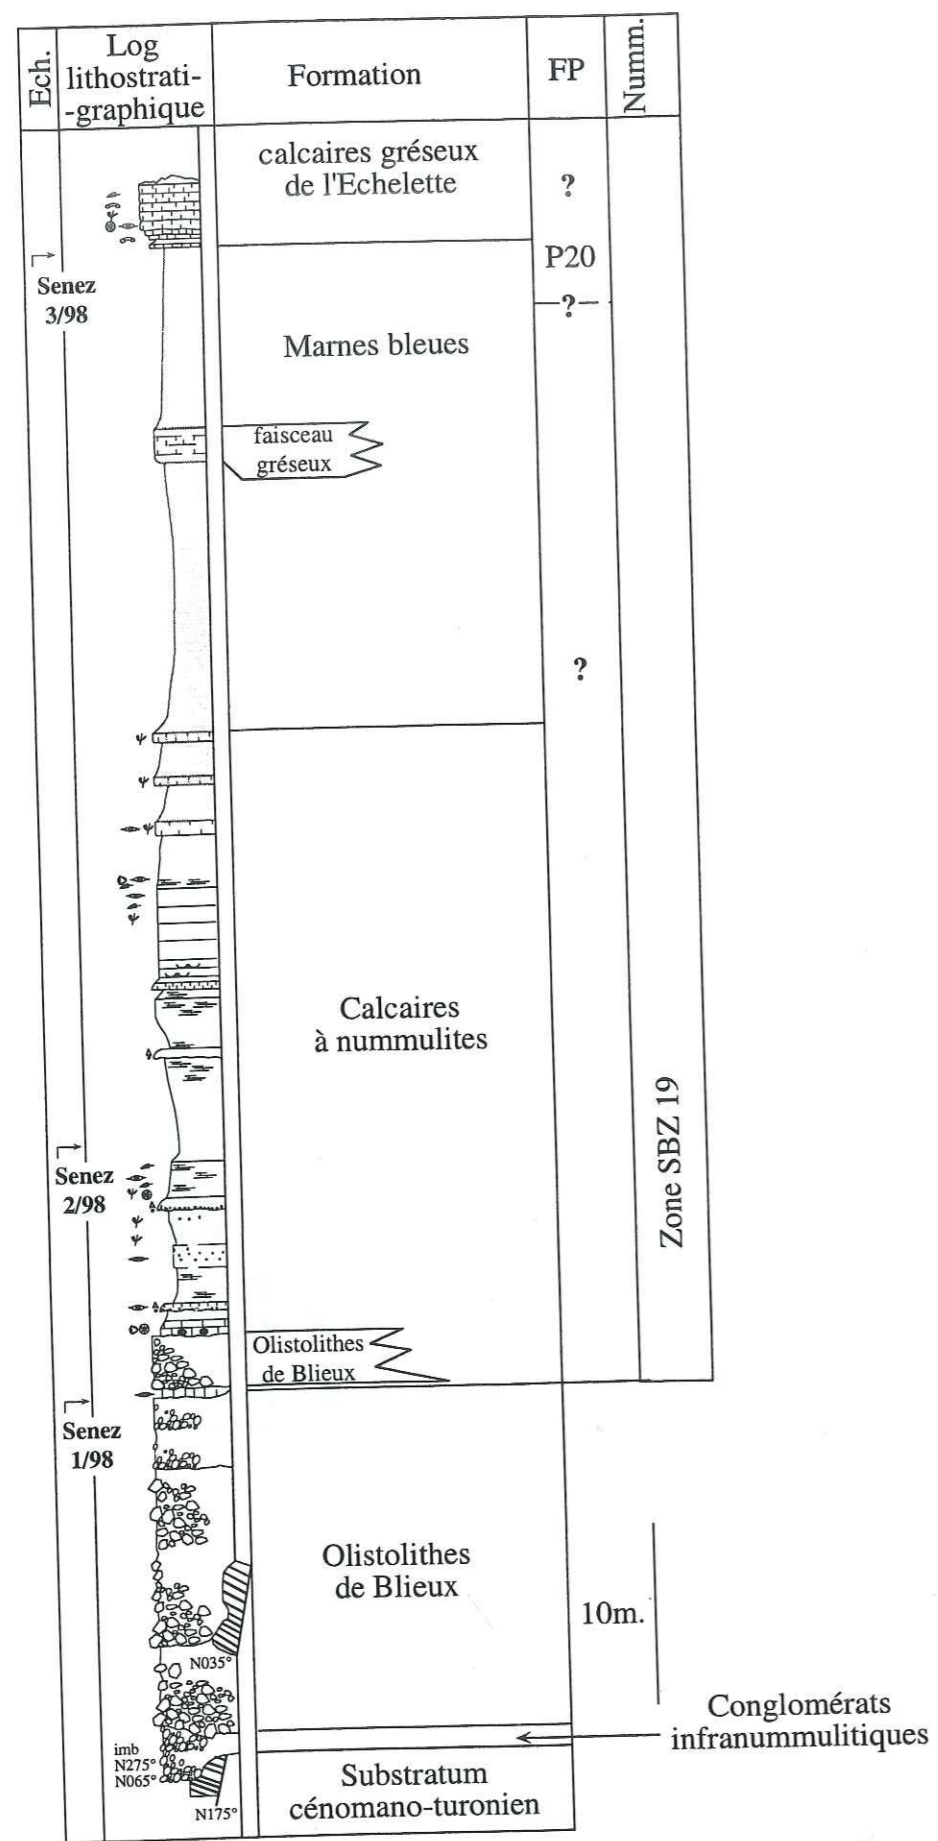 Ech.
Log
lithostrati-
-graphique
Formation
FP
Numm.
calcaires gréseux
de l'Echelette
?
P20
Senez
3/98
?
Marnes bleues
faisceau
gréseux
?
Calcaires
à nummulites
Zone SBZ 19
Senez
2/98
Olistolithes
de Blieux
Senez
1/98
Olistolithes
de Blieux
10m.
N035°
Conglomérats
infranummulitiques
imb
N275°
N065°
N175°
Substratum
cénomano-turonien